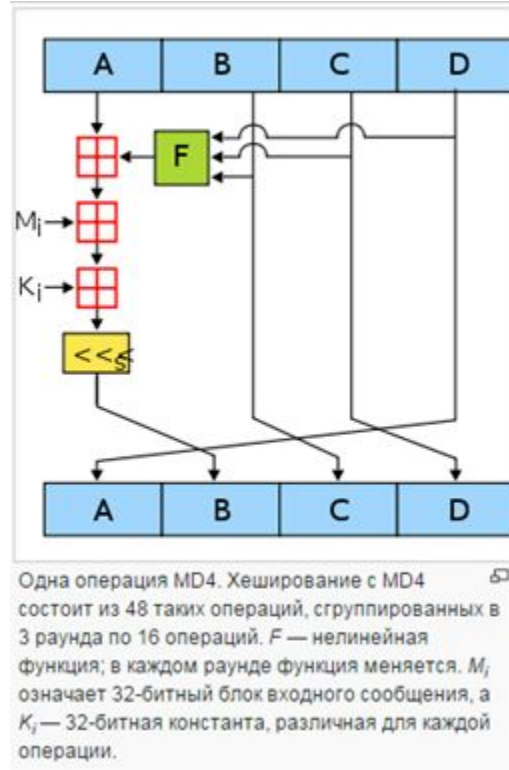 A B C D
F
Mi
Ki
<<<s
A B C D
Одна операция MD4. Хеширование с MD4
состоит из 48 таких операций, сгруппированных в
3 раунда по 16 операций. F — нелинейная
функция; в каждом раунде функция меняется. Mi
означает 32-битный блок входного сообщения, а
Ki — 32-битная константа, различная для каждой
операции.